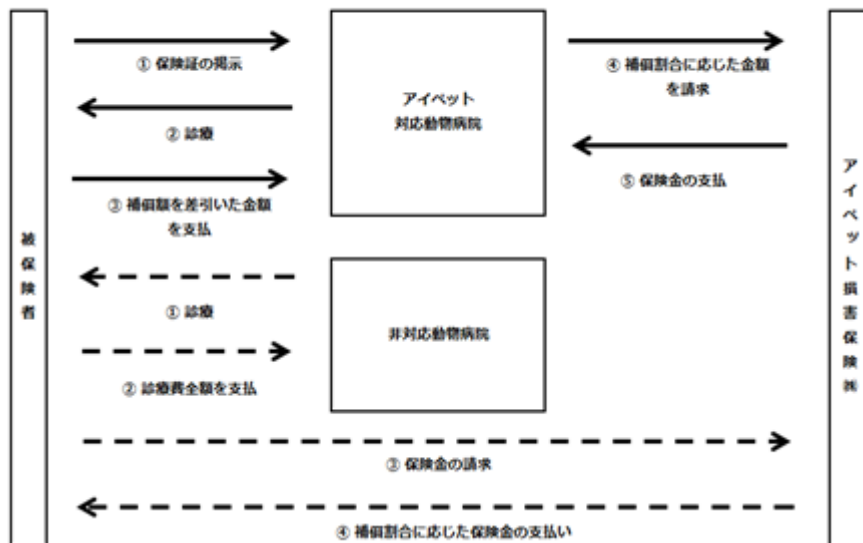 ① 保険証の掲示
② 診療
③ 補償額を差引いた金額
を支払
アイペット
対応動物病院
④ 補償割合に応じた金額
を請求
⑤ 保険金の支払
被保険者
アイペット損害保険㈱
① 診療
② 診療費全額を支払
非対応動物病院
③ 保険金の請求
④ 補償割合に応じた保険金の支払い